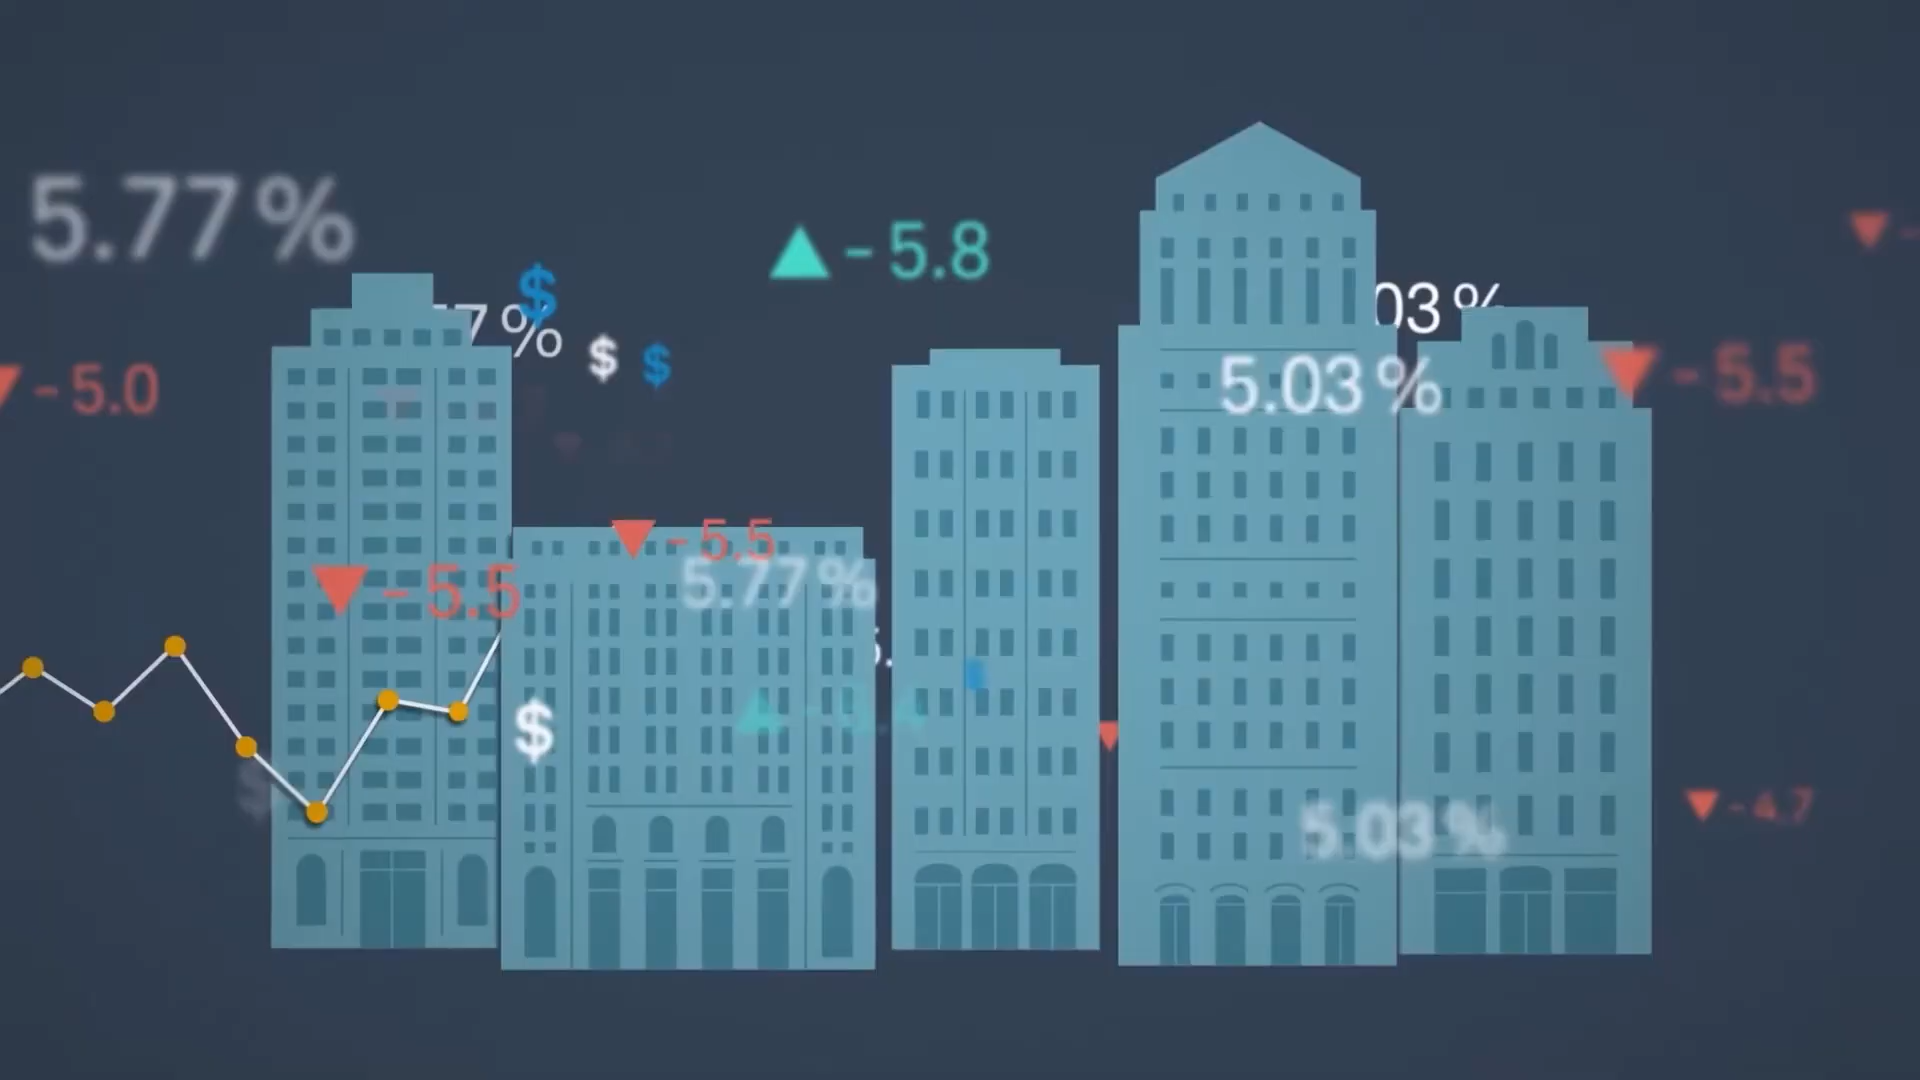 5.77%
▲ - 5.8
7%
$
03%
$
$
5.03%
▼ - 5.5
▼ - 5.0
▼ - 5.5
▼ - 5.5
5.77%
$
5.03%
▼ - 4.7